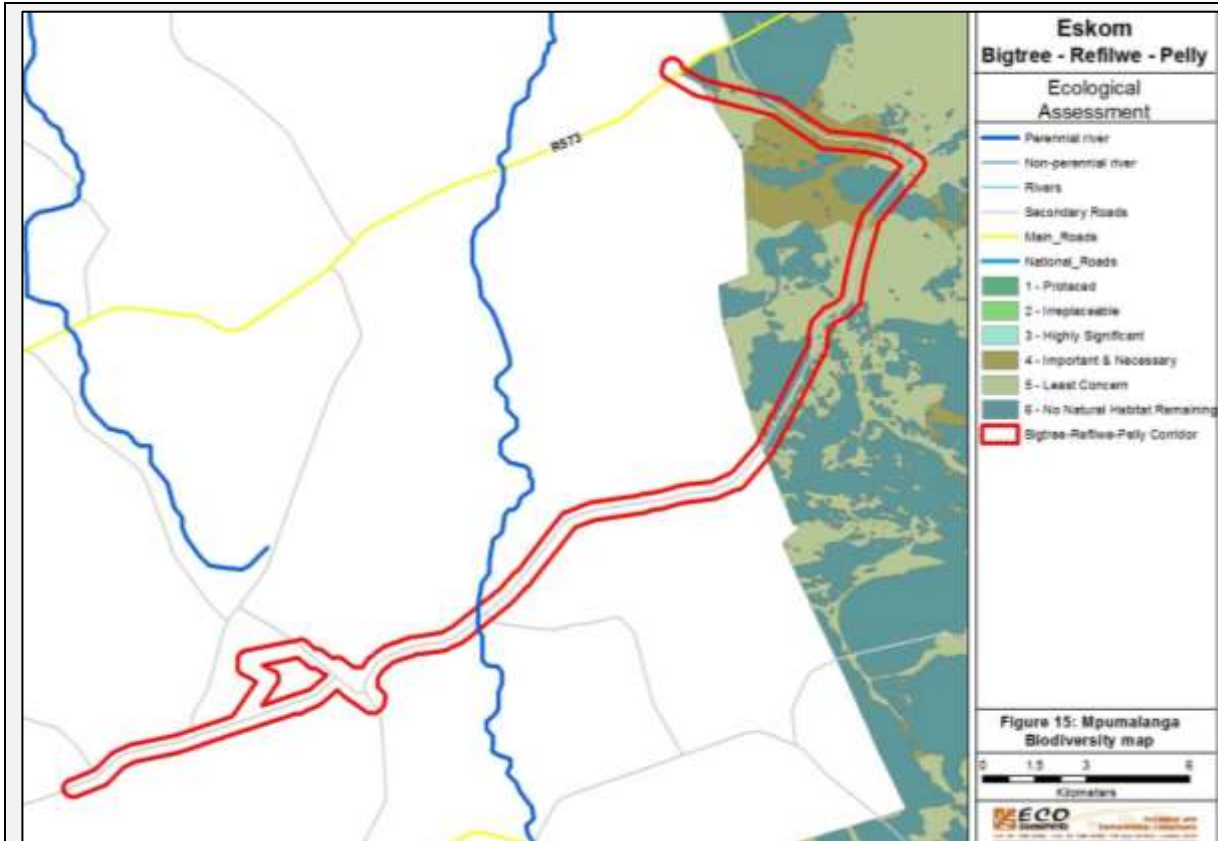 R573
Eskom
Bigtree - Refilwe - Pelly
Ecological
Assessment
Perennial river
Non-perennial river
Rivers
Secondary Roads
Main_Roads
National_Roads
1 - Protaced
2 - Irreplaceable
3 - Highly Significant
4 - Important & Necessary
5 - Least Concern
6 - No Natural Habitat Remaining
Bigtree-Refilwe-Pelly Corridor
Figure 15: Mpumalanga
Biodiversity map
0 1.5 3 6
Kilometers
ECO